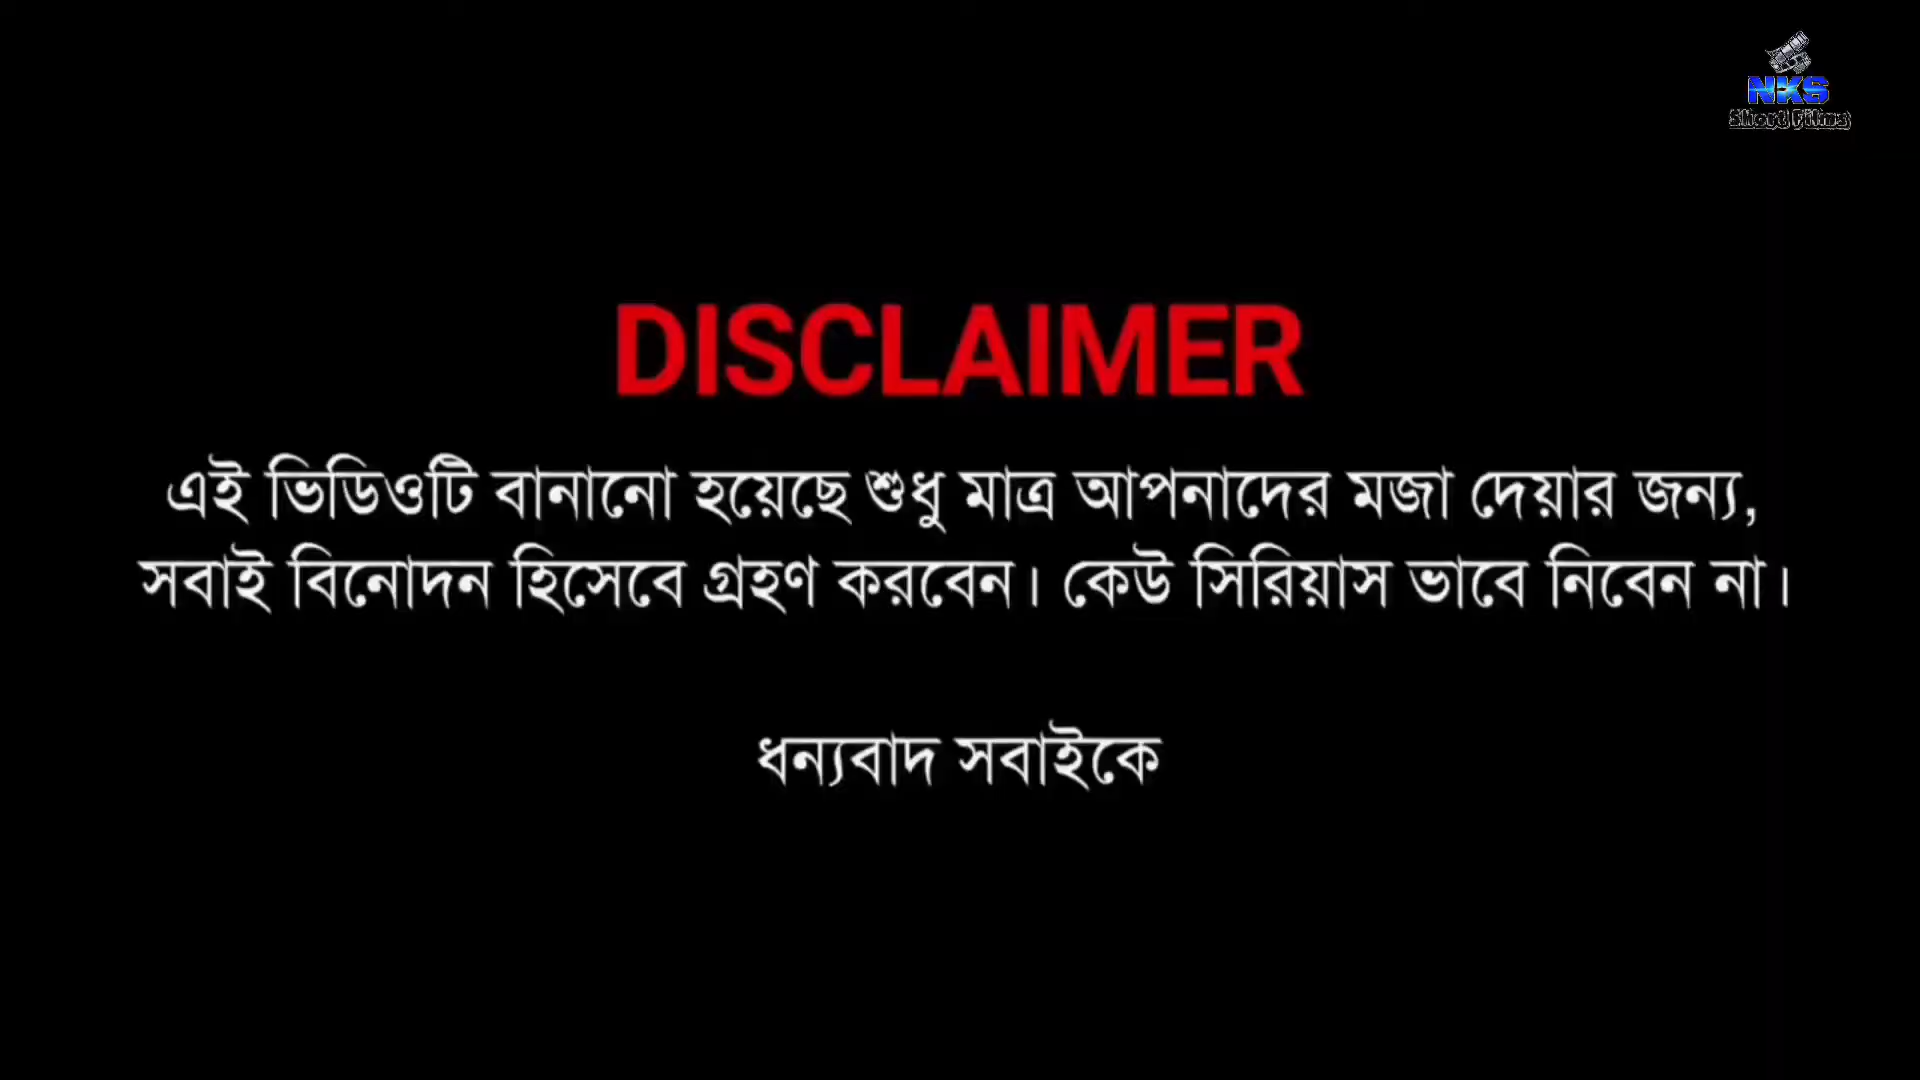 NKS
Short Films
DISCLAIMER
এই ভিডিওটি বানানো হয়েছে শুধু মাত্র আপনাদের মজা দেয়ার জন্য,
সবাই বিনোদন হিসেবে গ্রহণ করবেন। কেউ সিরিয়াস ভাবে নিবেন না।
ধন্যবাদ সবাইকে